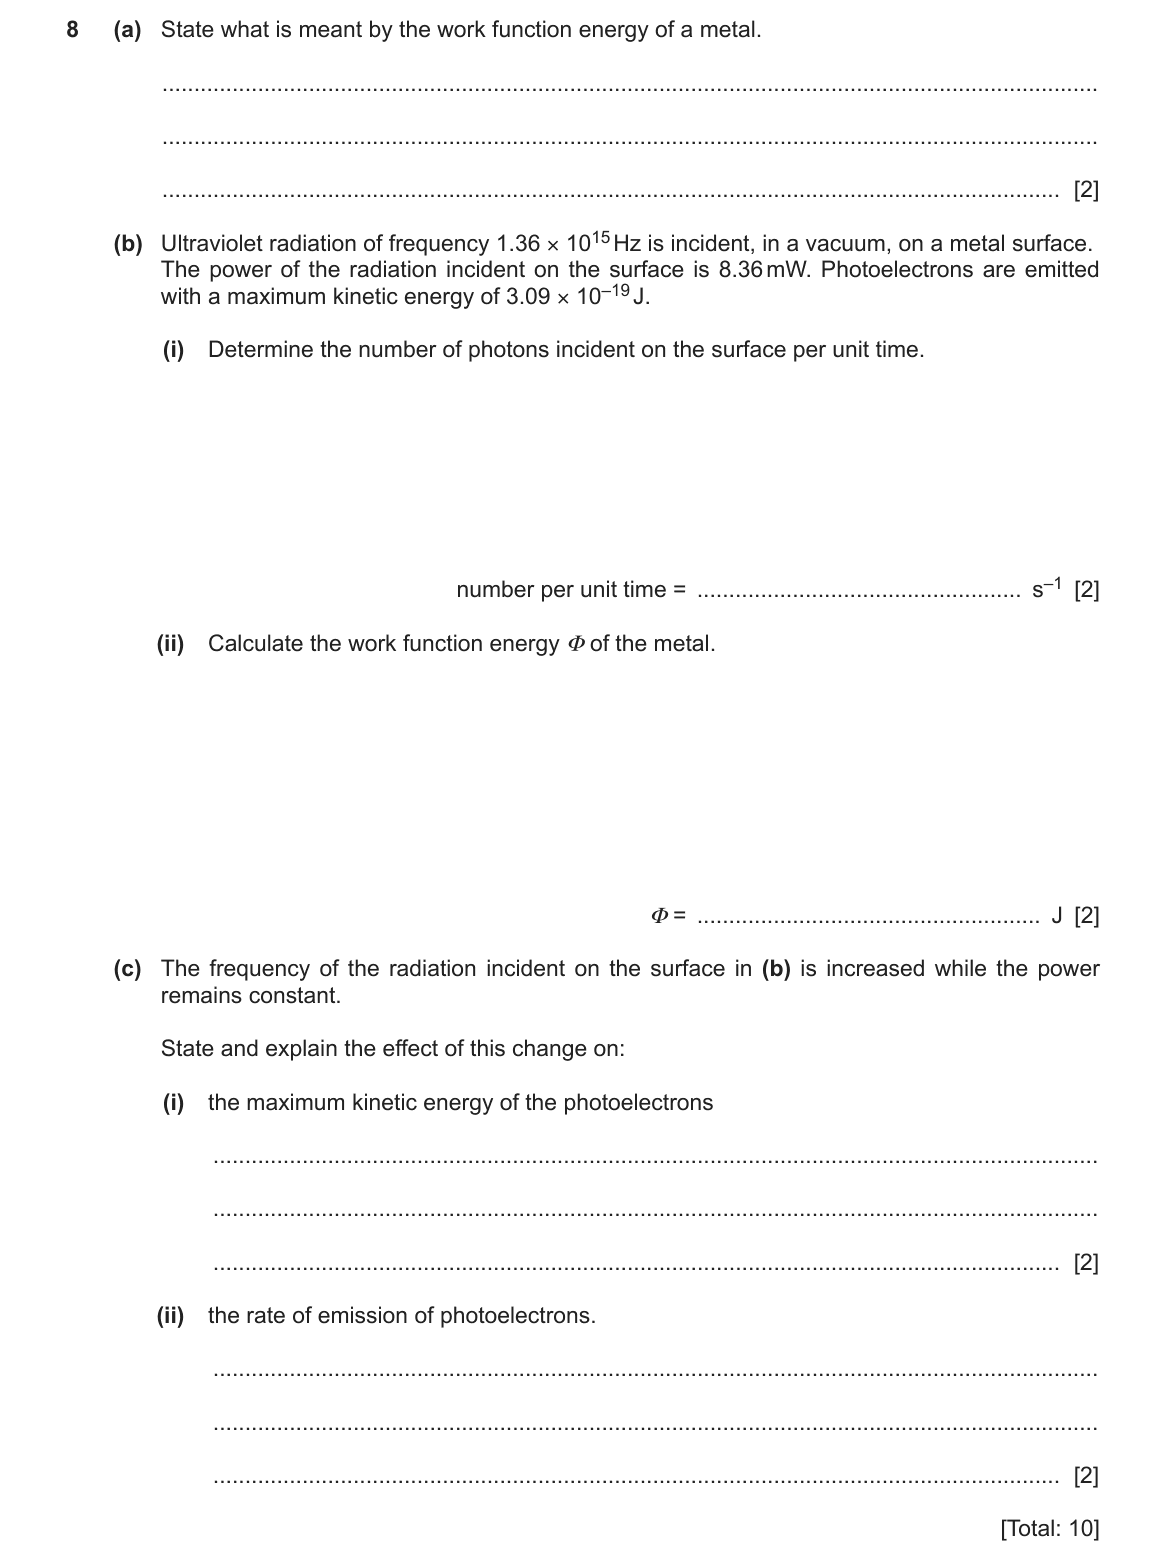 8 (a) State what is meant by the work function energy of a metal.
..........................................................................................................................................
..........................................................................................................................................
.................................................................................................................................... [2]
(b) Ultraviolet radiation of frequency 1.36 × 10¹⁵ Hz is incident, in a vacuum, on a metal surface.
The power of the radiation incident on the surface is 8.36 mW. Photoelectrons are emitted
with a maximum kinetic energy of 3.09 × 10⁻¹⁹ J.
(i) Determine the number of photons incident on the surface per unit time.
number per unit time = .................................................. s⁻¹ [2]
(ii) Calculate the work function energy Φ of the metal.
Φ = ..................................................... J [2]
(c) The frequency of the radiation incident on the surface in (b) is increased while the power
remains constant.
State and explain the effect of this change on:
(i) the maximum kinetic energy of the photoelectrons
..................................................................................................................................
..................................................................................................................................
............................................................................................................................ [2]
(ii) the rate of emission of photoelectrons.
..................................................................................................................................
..................................................................................................................................
............................................................................................................................ [2]
[Total: 10]